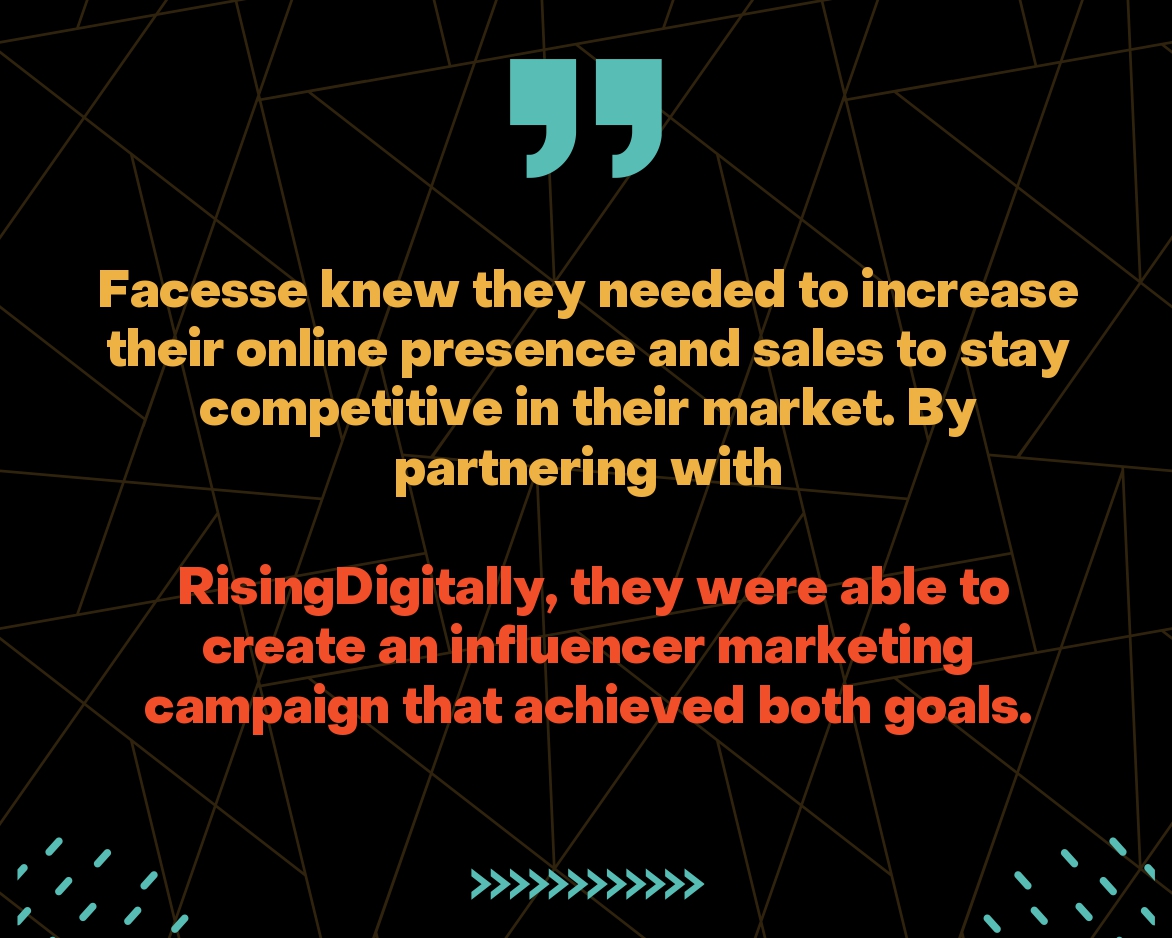 Facesse knew they needed to increase
their online presence and sales to stay
competitive in their market. By
partnering with
RisingDigitally, they were able to
create an influencer marketing
campaign that achieved both goals.